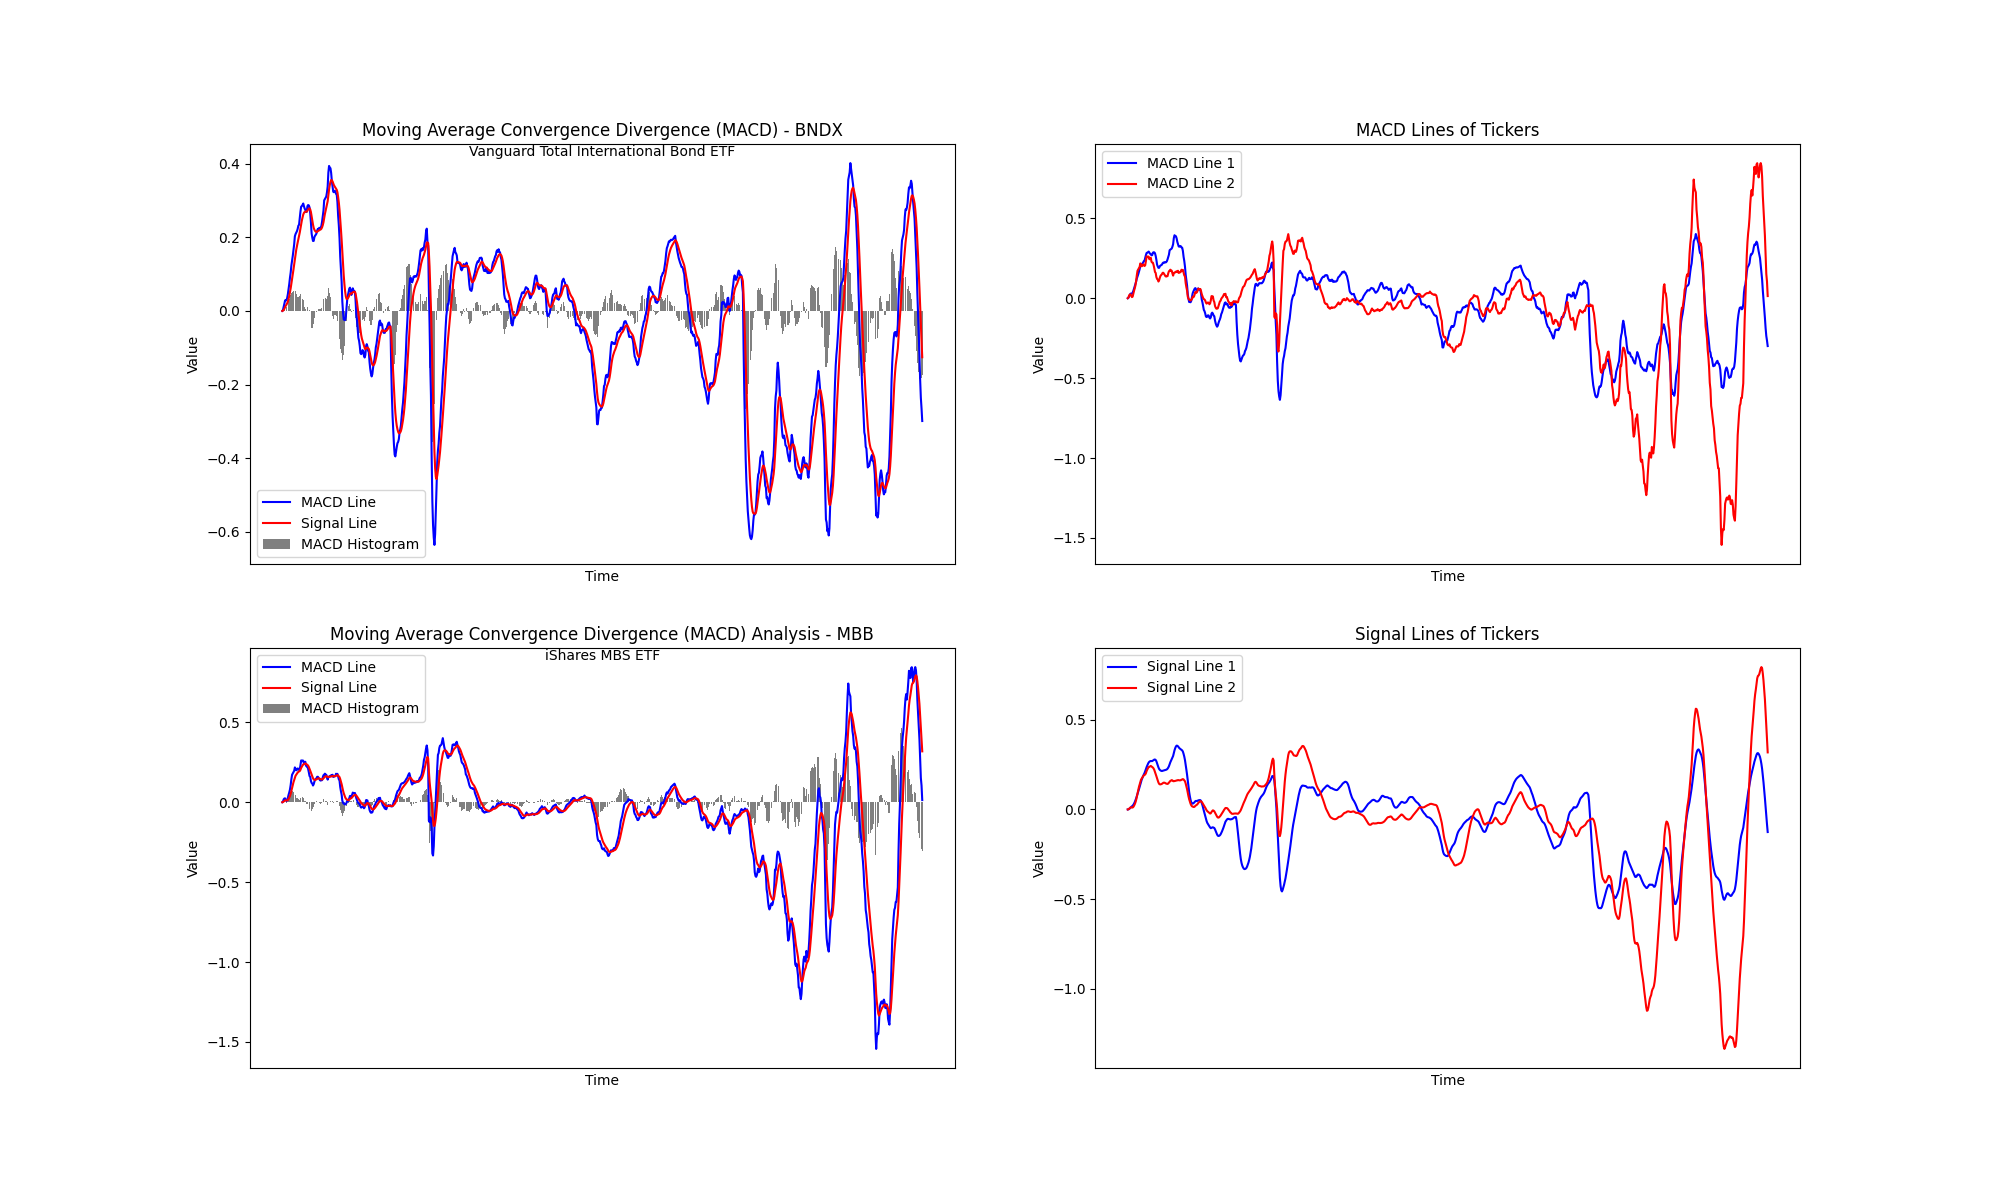 Moving Average Convergence Divergence (MACD) - BNDX
Vanguard Total International Bond ETF
0.4
0.2
0.0
−0.2
−0.4
−0.6
Value
MACD Line
Signal Line
MACD Histogram
Time
MACD Lines of Tickers
MACD Line 1
MACD Line 2
0.5
0.0
−0.5
−1.0
−1.5
Value
Time
Moving Average Convergence Divergence (MACD) Analysis - MBB
iShares MBS ETF
MACD Line
Signal Line
MACD Histogram
0.5
0.0
−0.5
−1.0
−1.5
Value
Time
Signal Lines of Tickers
Signal Line 1
Signal Line 2
0.5
0.0
−0.5
−1.0
Value
Time